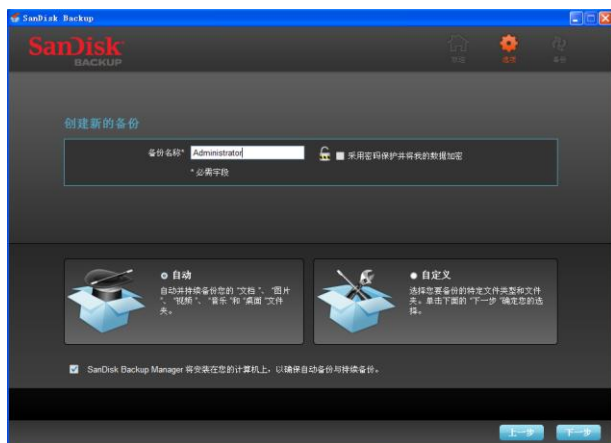 SanDisk Backup
SanDisk
BACKUP
欢迎 选项 备份
创建新的备份
备份名称* Administrator 采用密码保护并将我的数据加密
* 必需字段
自动
自动并持续备份您的 "文档 "、 "图片
"、 "视频 "、 "音乐 "和 "桌面 "文件
夹。
自定义
选择您要备份的特定文件类型和文件
夹。单击下面的 "下一步 "确定您的选
择。
SanDisk Backup Manager 将安装在您的计算机上，以确保自动备份与持续备份。
上一步 下一步